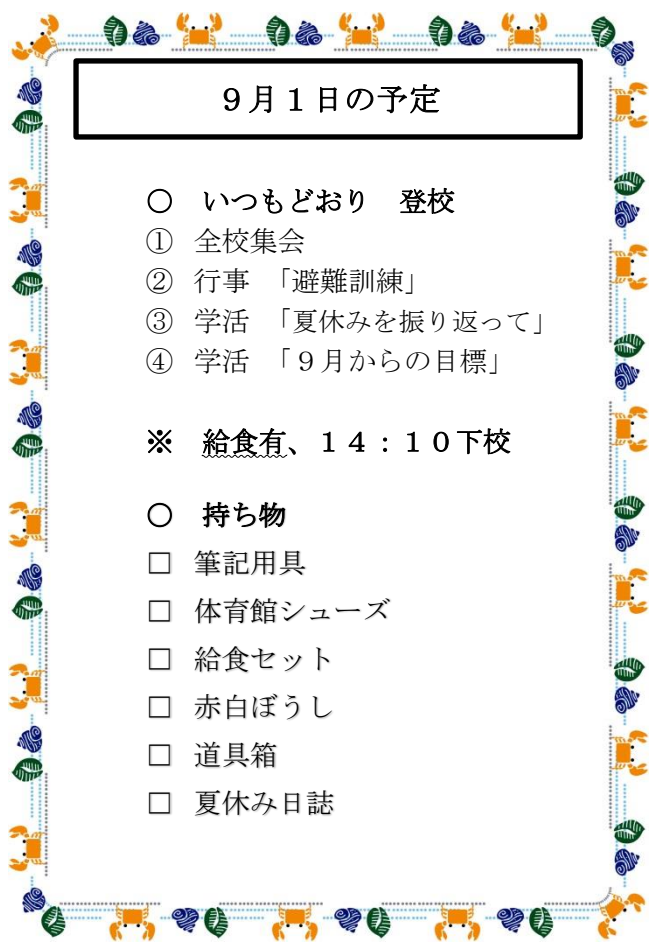 ９月１日の予定
○　いつもどおり　登校
①　全校集会
②　行事　「避難訓練」
③　学活　「夏休みを振り返って」
④　学活　「９月からの目標」
※　給食有、１４：１０下校
○　持ち物
□　筆記用具
□　体育館シューズ
□　給食セット
□　赤白ぼうし
□　道具箱
□　夏休み日誌